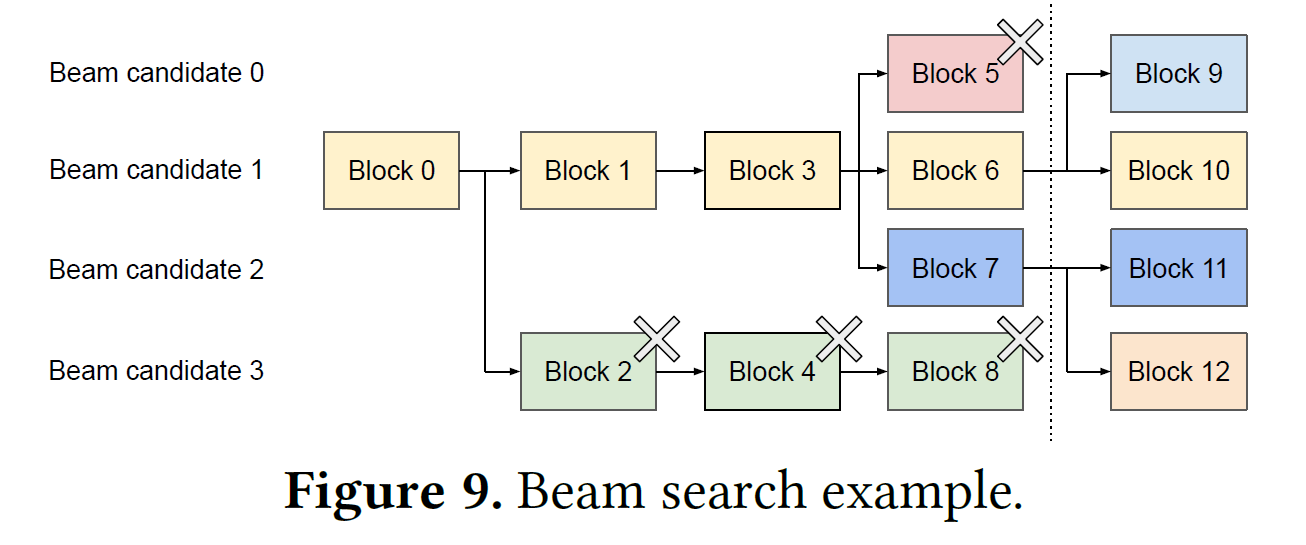 Beam candidate 0
Block 5
Block 9
Beam candidate 1
Block 0
Block 1
Block 3
Block 6
Block 10
Beam candidate 2
Block 7
Block 11
Beam candidate 3
Block 2
Block 4
Block 8
Block 12
Figure 9. Beam search example.